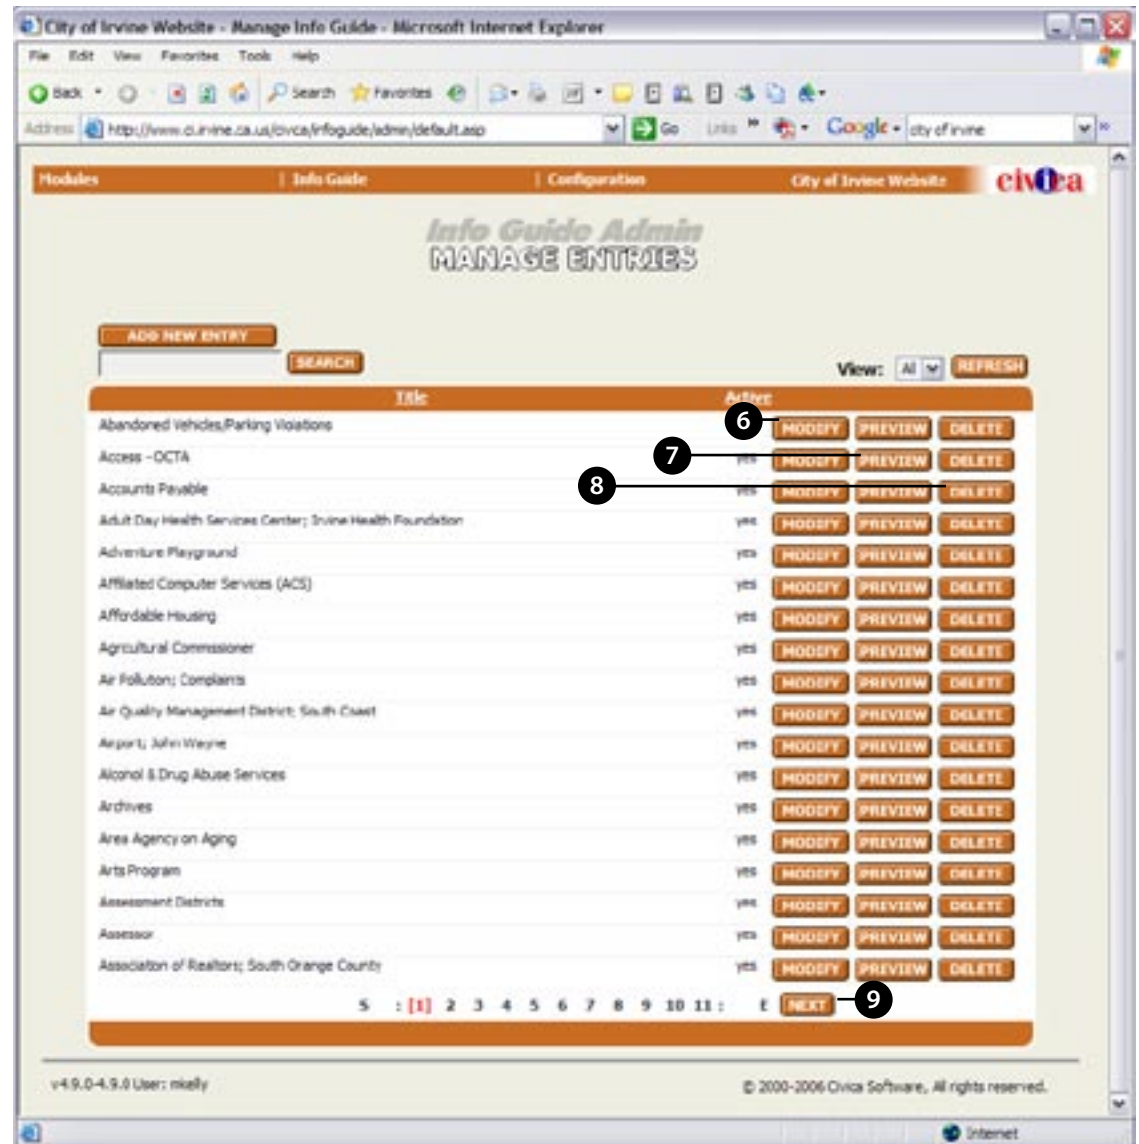 City of Irvine Website - Manage Info Guide - Microsoft Internet Explorer
File Edit View Favorites Tools Help
Back Search Favorites
Address http://www.ci.irvine.ca.us/civica/infoguide/admin/default.asp Go Links » Google city of irvine »
Modules | Info Guide | Configuration City of Irvine Website civica
Info Guide Admin
MANAGE ENTRIES
ADD NEW ENTRY
SEARCH View: All REFRESH
Title Active
Abandored Vehicles/Parking Violations 6 MODIFY PREVIEW DELETE
Access - OCTA 7 yes MODIFY PREVIEW DELETE
Accounts Payable 8 yes MODIFY PREVIEW DELETE
Adult Day Health Services Center; Irvine Health Foundation yes MODIFY PREVIEW DELETE
Adventure Playground yes MODIFY PREVIEW DELETE
Affiliated Computer Services (ACS) yes MODIFY PREVIEW DELETE
Affordable Housing yes MODIFY PREVIEW DELETE
Agricultural Commissioner yes MODIFY PREVIEW DELETE
Air Pollution; Complaints yes MODIFY PREVIEW DELETE
Air Quality Management District; South Coast yes MODIFY PREVIEW DELETE
Airport; John Wayne yes MODIFY PREVIEW DELETE
Alcohol & Drug Abuse Services yes MODIFY PREVIEW DELETE
Archives yes MODIFY PREVIEW DELETE
Area Agency on Aging yes MODIFY PREVIEW DELETE
Arts Program yes MODIFY PREVIEW DELETE
Assessment Districts yes MODIFY PREVIEW DELETE
Assessor yes MODIFY PREVIEW DELETE
Association of Realtors; South Orange County yes MODIFY PREVIEW DELETE
S : [1] 2 3 4 5 6 7 8 9 10 11 : E NEXT 9
v4.9.0-4.9.0 User: mkelly © 2000-2006 Civica Software, All rights reserved.
Internet